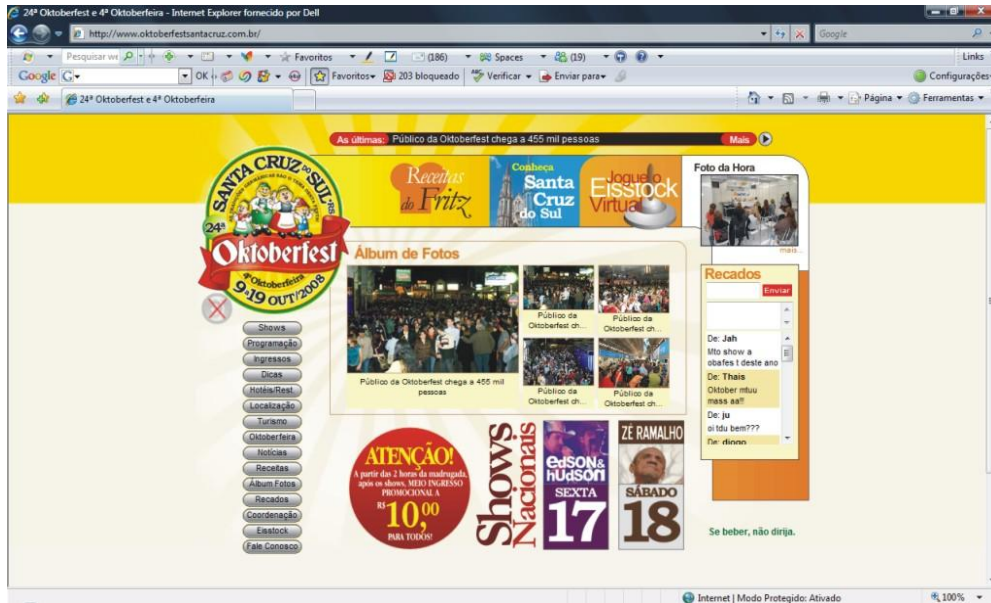 24ª Oktoberfest e 4ª Oktoberfeira - Internet Explorer fornecido por Dell
http://www.oktoberfestsantacruz.com.br/
Google
Pesquisar
Favoritos
(186)
Spaces
(19)
Links
Google
G
OK
Favoritos
203 bloqueado
Verificar
Enviar para
Configurações
24ª Oktoberfest e 4ª Oktoberfeira
Página
Ferramentas
As últimas: Público da Oktoberfest chega a 455 mil pessoas
Mais
SANTA CRUZ DO SUL/RS
24ª
Oktoberfest
4ª Oktoberfeira
9 a 19 OUT/2008
Receitas
do Fritz
Conheça
Santa
Cruz
do Sul
Jogue o
Eisstock
Virtual
Foto da Hora
mais...
Álbum de Fotos
Público da Oktoberfest chega a 455 mil
pessoas
Público da
Oktoberfest ch...
Público da
Oktoberfest ch...
Público da
Oktoberfest ch...
Público da
Oktoberfest ch...
Recados
Enviar
De: Jah
Mto show a
obafes t deste ano
De: Thais
Oktober mtuu
mass aa!!
De: ju
oi tdu bem???
De: diogo
Shows
Programação
Ingressos
Dicas
Hotéis/Rest.
Localização
Turismo
Oktoberfeira
Notícias
Receitas
Álbum Fotos
Recados
Coordenação
Eisstock
Fale Conosco
ATENÇÃO!
A partir das 2 horas da madrugada,
após os shows, MEIO INGRESSO
PROMOCIONAL A
R$ 10,00
PARA TODOS!
Shows
Nacionais
EDSON &
HUDSON
SEXTA
17
ZÉ RAMALHO
SÁBADO
18
Se beber, não dirija.
Internet | Modo Protegido: Ativado
100%